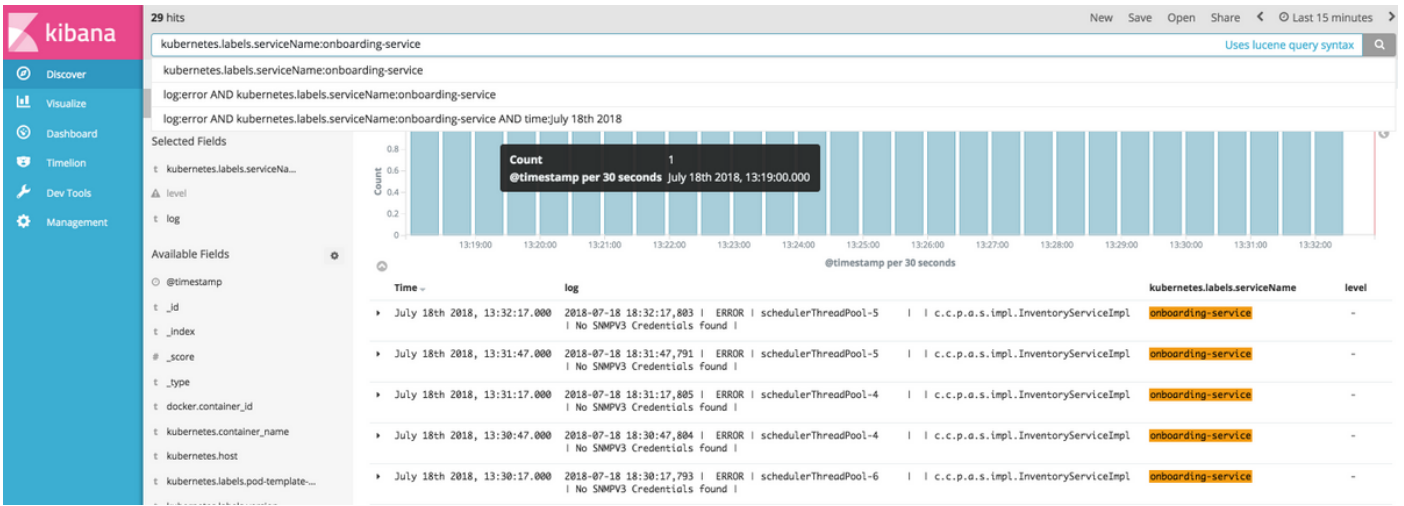 kibana
Discover
Visualize
Dashboard
Timelion
Dev Tools
Management
29 hits
New Save Open Share Last 15 minutes
kubernetes.labels.serviceName:onboarding-service Uses lucene query syntax
kubernetes.labels.serviceName:onboarding-service
log:error AND kubernetes.labels.serviceName:onboarding-service
log:error AND kubernetes.labels.serviceName:onboarding-service AND time:July 18th 2018
Selected Fields
t kubernetes.labels.serviceNa...
level
t log
Available Fields
@timestamp
t _id
t _index
# _score
t _type
t docker.container_id
t kubernetes.container_name
t kubernetes.host
t kubernetes.labels.pod-template-...
Count
0.8
0.6
0.4
0.2
0
Count 1
@timestamp per 30 seconds July 18th 2018, 13:19:00.000
13:19:00 13:20:00 13:21:00 13:22:00 13:23:00 13:24:00 13:25:00 13:26:00 13:27:00 13:28:00 13:29:00 13:30:00 13:31:00 13:32:00
@timestamp per 30 seconds
Time log kubernetes.labels.serviceName level
July 18th 2018, 13:32:17.000 2018-07-18 18:32:17,803 | ERROR | schedulerThreadPool-5 | | c.c.p.a.s.impl.InventoryServiceImpl onboarding-service -
| No SNMPV3 Credentials found |
July 18th 2018, 13:31:47.000 2018-07-18 18:31:47,791 | ERROR | schedulerThreadPool-5 | | c.c.p.a.s.impl.InventoryServiceImpl onboarding-service -
| No SNMPV3 Credentials found |
July 18th 2018, 13:31:17.000 2018-07-18 18:31:17,805 | ERROR | schedulerThreadPool-4 | | c.c.p.a.s.impl.InventoryServiceImpl onboarding-service -
| No SNMPV3 Credentials found |
July 18th 2018, 13:30:47.000 2018-07-18 18:30:47,804 | ERROR | schedulerThreadPool-4 | | c.c.p.a.s.impl.InventoryServiceImpl onboarding-service -
| No SNMPV3 Credentials found |
July 18th 2018, 13:30:17.000 2018-07-18 18:30:17,793 | ERROR | schedulerThreadPool-6 | | c.c.p.a.s.impl.InventoryServiceImpl onboarding-service -
| No SNMPV3 Credentials found |